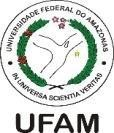 UNIVERSIDADE FEDERAL DO AMAZONAS
IN UNIVERSA SCIENTIA VERITAS
UFAM